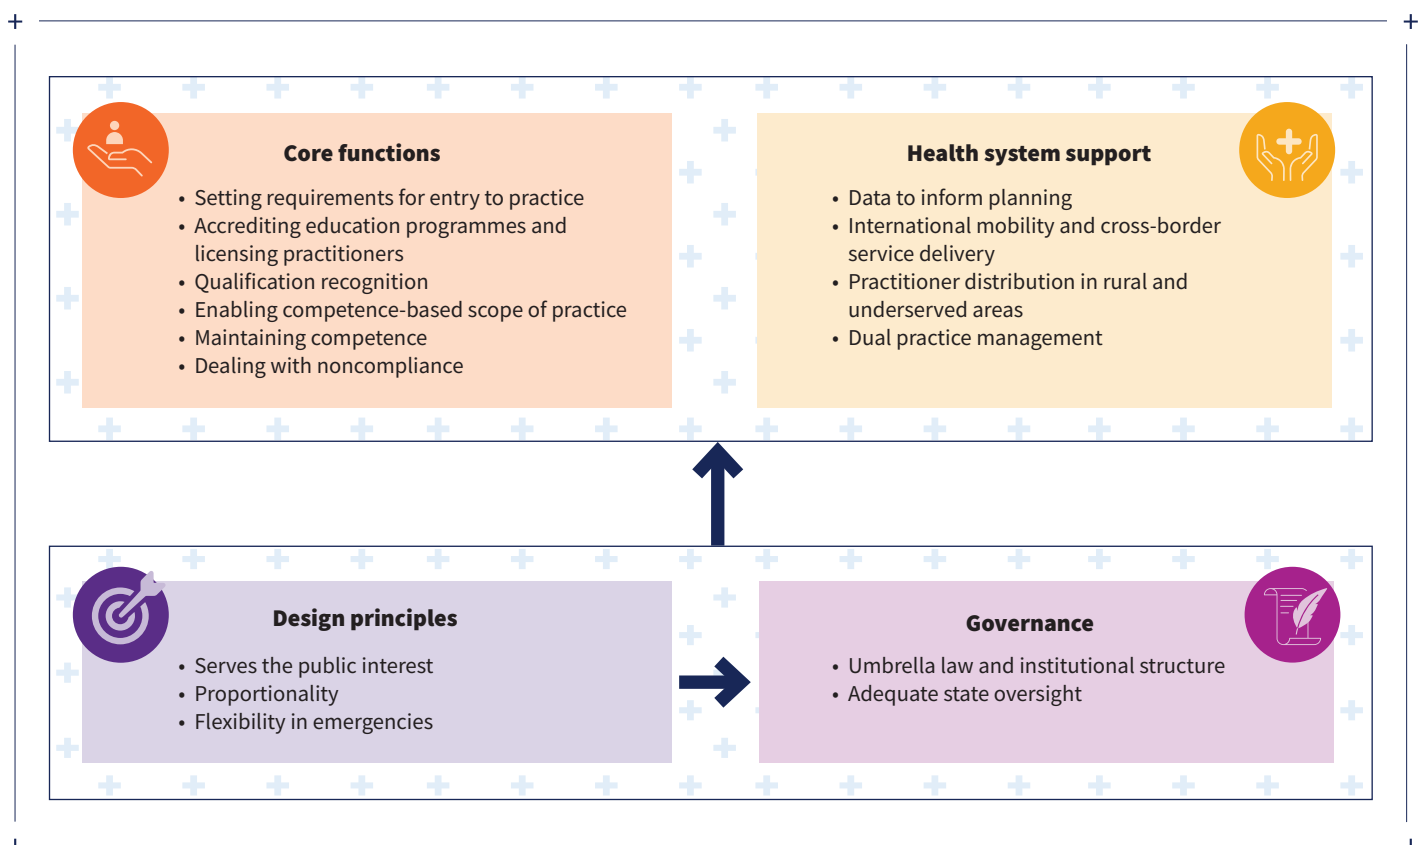 Core functions
• Setting requirements for entry to practice
• Accrediting education programmes and
licensing practitioners
• Qualification recognition
• Enabling competence-based scope of practice
• Maintaining competence
• Dealing with noncompliance
Health system support
• Data to inform planning
• International mobility and cross-border
service delivery
• Practitioner distribution in rural and
underserved areas
• Dual practice management
Design principles
• Serves the public interest
• Proportionality
• Flexibility in emergencies
Governance
• Umbrella law and institutional structure
• Adequate state oversight